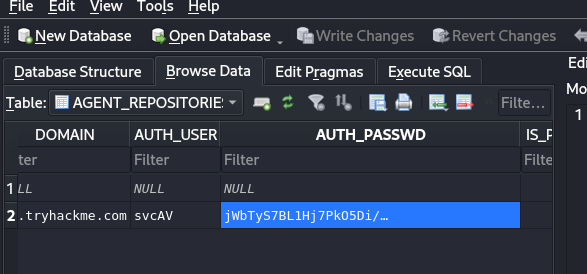 File Edit View Tools Help
New Database Open Database Write Changes Revert Changes
Database Structure Browse Data Edit Pragmas Execute SQL Edi
Table: AGENT_REPOSITORIES Filte… Mo
DOMAIN AUTH_USER AUTH_PASSWD IS_P
ter Filter Filter Filte
1 LL NULL NULL
2 .tryhackme.com svcAV jWbTyS7BL1Hj7PkO5Di/…
1